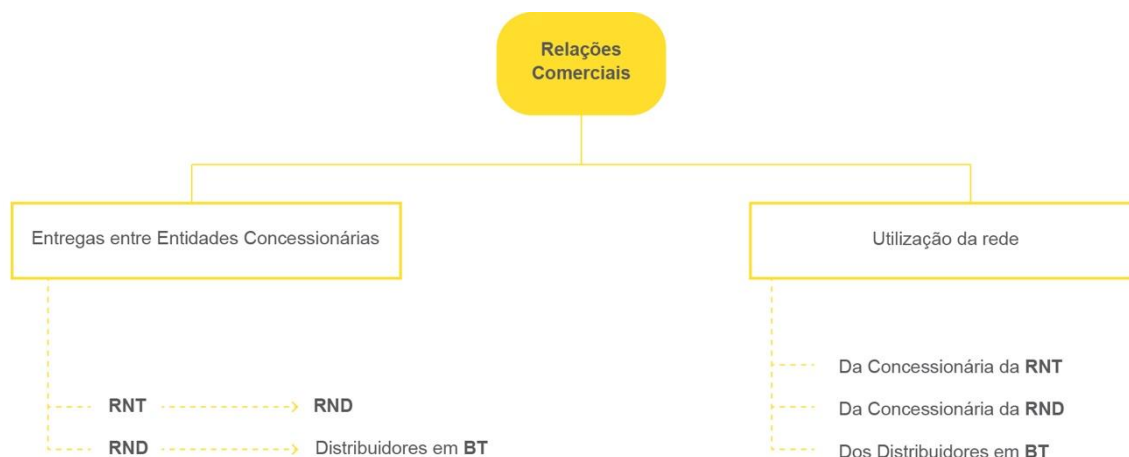 Relações
Comerciais
Entregas entre Entidades Concessionárias
Utilização da rede
RNT RND
RND Distribuidores em BT
Da Concessionária da RNT
Da Concessionária da RND
Dos Distribuidores em BT